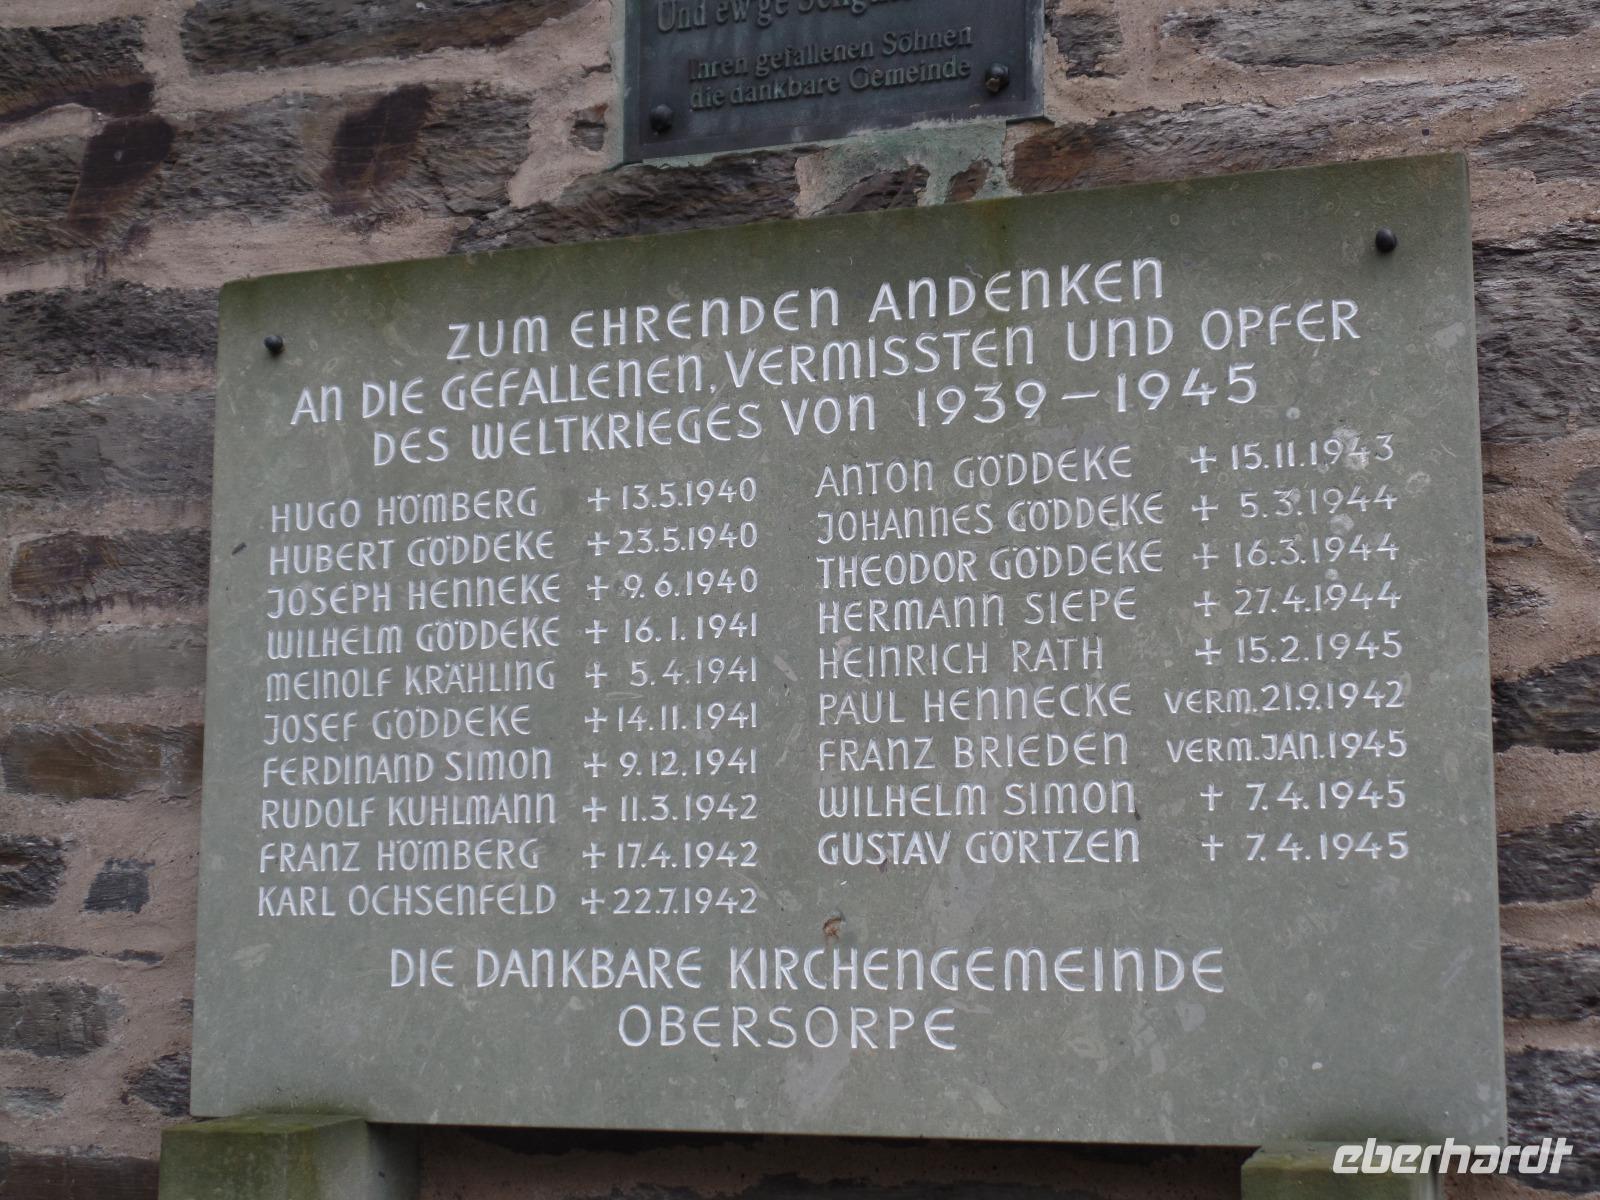 Und ew'ge
Ihren gefallenen Söhnen
die dankbare Gemeinde
ZUM EHRENDEN ANDENKEN
AN DIE GEFALLENEN, VERMISSTEN UND OPFER
DES WELTKRIEGES VON 1939 – 1945
HUGO HÖMBERG + 13.5.1940
HUBERT GÖDDEKE + 23.5.1940
JOSEPH HENNEKE + 9.6.1940
WILHELM GÖDDEKE + 16.1.1941
MEINOLF KRÄHLING + 5.4.1941
JOSEF GÖDDEKE + 14.11.1941
FERDINAND SIMON + 9.12.1941
RUDOLF KUHLMANN + 11.3.1942
FRANZ HÖMBERG + 17.4.1942
KARL OCHSENFELD + 22.7.1942
ANTON GÖDDEKE + 15.11.1943
JOHANNES GÖDDEKE + 5.3.1944
THEODOR GÖDDEKE + 16.3.1944
HERMANN SIEPE + 27.4.1944
HEINRICH RATH + 15.2.1945
PAUL HENNECKE VERM.21.9.1942
FRANZ BRIEDEN VERM.JAN.1945
WILHELM SIMON + 7.4.1945
GUSTAV GÖRTZEN + 7.4.1945
DIE DANKBARE KIRCHENGEMEINDE
OBERSORPE
eberhardt